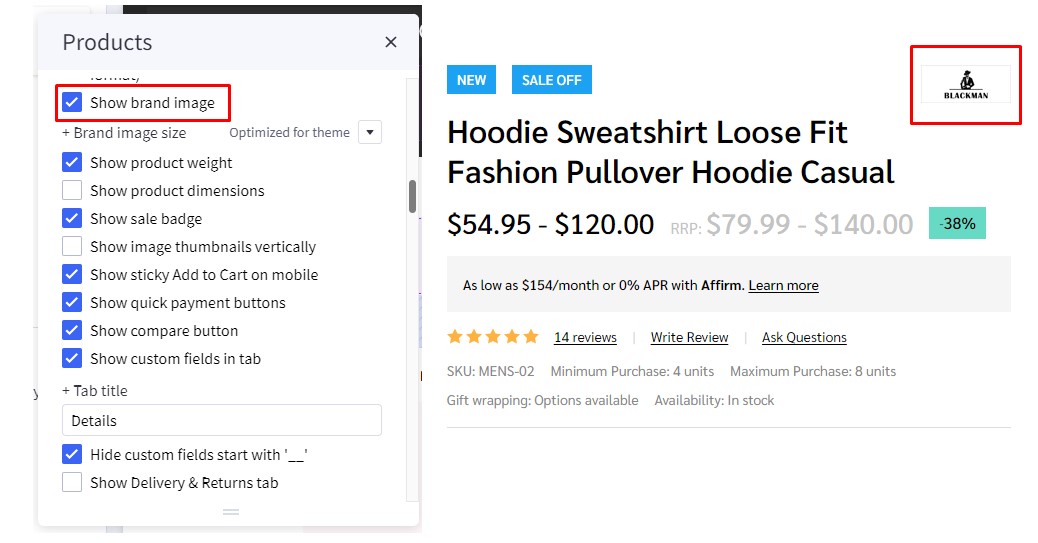 Products
format)
Show brand image
+ Brand image size Optimized for theme
Show product weight
Show product dimensions
Show sale badge
Show image thumbnails vertically
Show sticky Add to Cart on mobile
Show quick payment buttons
Show compare button
Show custom fields in tab
+ Tab title
Details
Hide custom fields start with '__'
Show Delivery & Returns tab
NEW SALE OFF
BLACKMAN
Hoodie Sweatshirt Loose Fit
Fashion Pullover Hoodie Casual
$54.95 - $120.00 RRP: $79.99 - $140.00 -38%
As low as $154/month or 0% APR with Affirm. Learn more
14 reviews | Write Review | Ask Questions
SKU: MENS-02 Minimum Purchase: 4 units Maximum Purchase: 8 units
Gift wrapping: Options available Availability: In stock